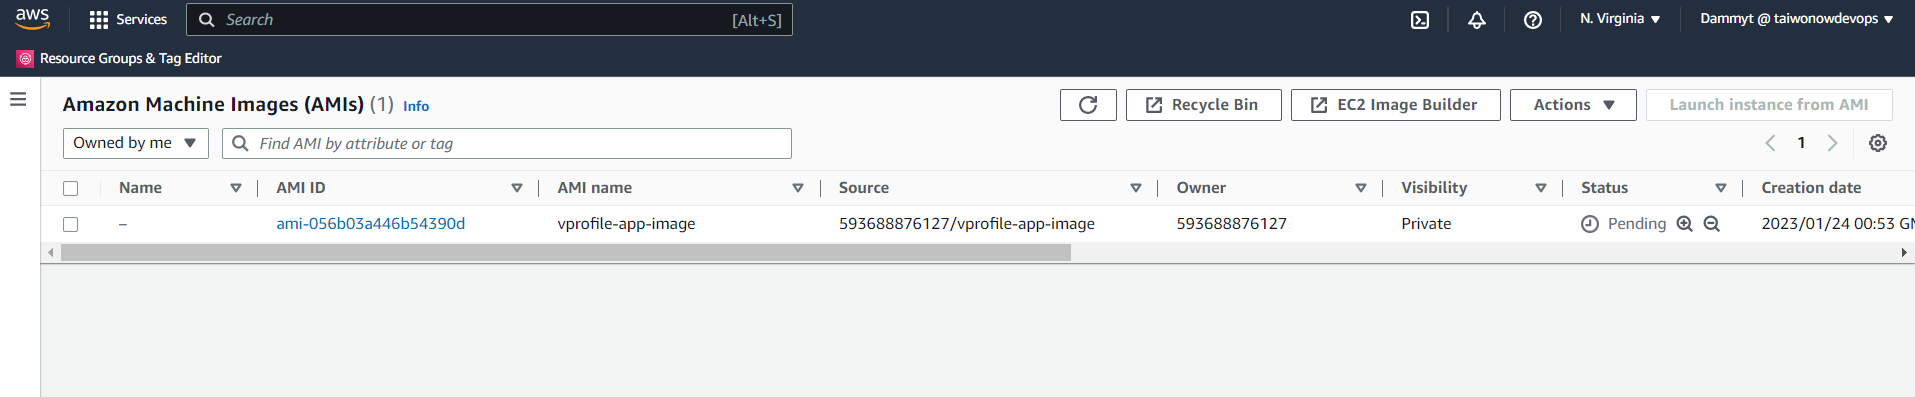 aws Services Search [Alt+S] N. Virginia Dammyt @ taiwonowdevops
Resource Groups & Tag Editor
Amazon Machine Images (AMIs) (1) Info Recycle Bin EC2 Image Builder Actions Launch instance from AMI
Owned by me Find AMI by attribute or tag 1
Name AMI ID AMI name Source Owner Visibility Status Creation date
– ami-056b03a446b54390d vprofile-app-image 593688876127/vprofile-app-image 593688876127 Private Pending 2023/01/24 00:53 GM